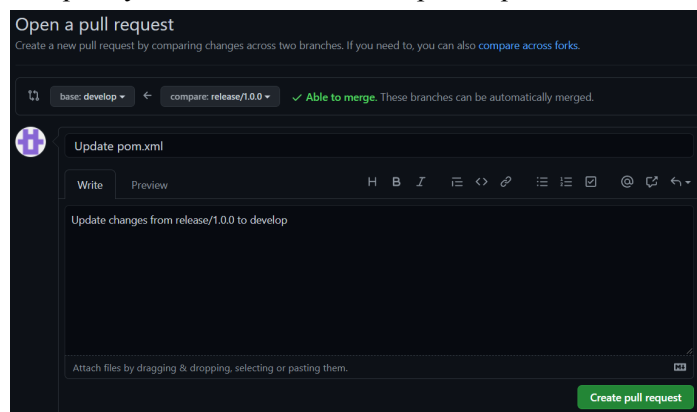 Open a pull request
Create a new pull request by comparing changes across two branches. If you need to, you can also compare across forks.
base: develop ← compare: release/1.0.0 ✓ Able to merge. These branches can be automatically merged.
Update pom.xml
Write Preview H B I
Update changes from release/1.0.0 to develop
Attach files by dragging & dropping, selecting or pasting them.
Create pull request